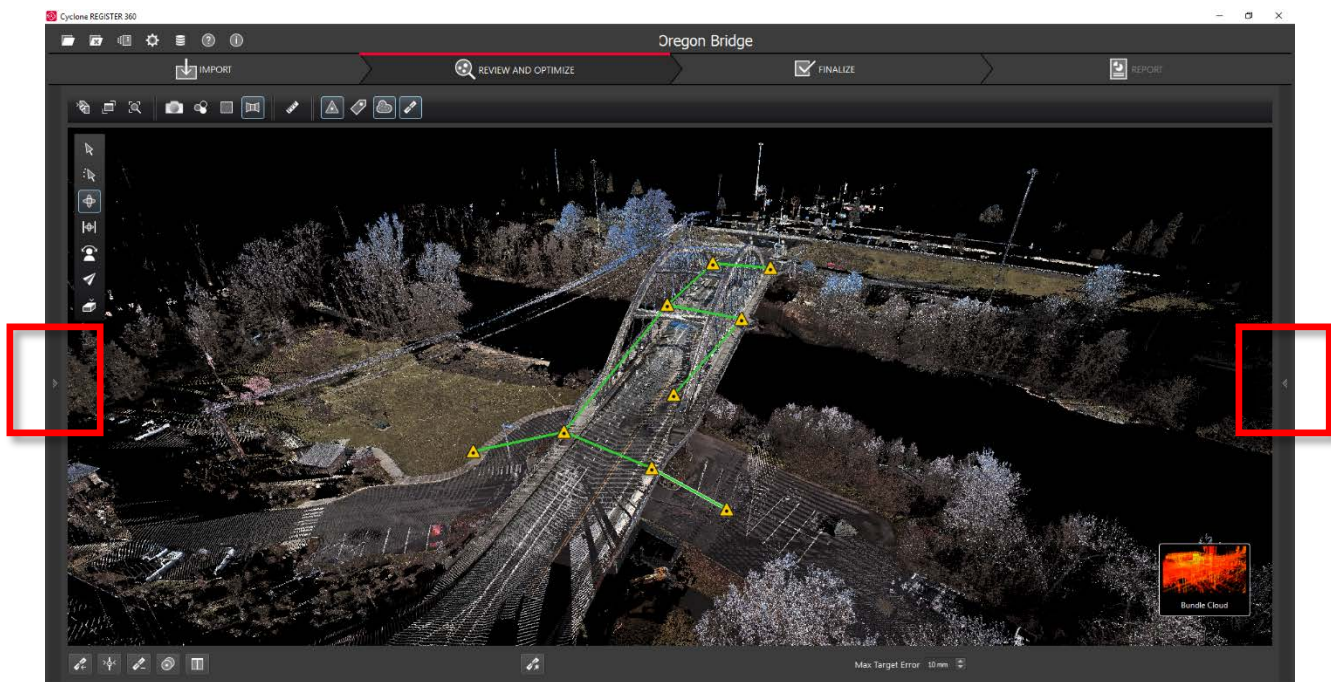 Cyclone REGISTER 360
Oregon Bridge
IMPORT
REVIEW AND OPTIMIZE
FINALIZE
REPORT
Bundle Cloud
Max Target Error 10 mm